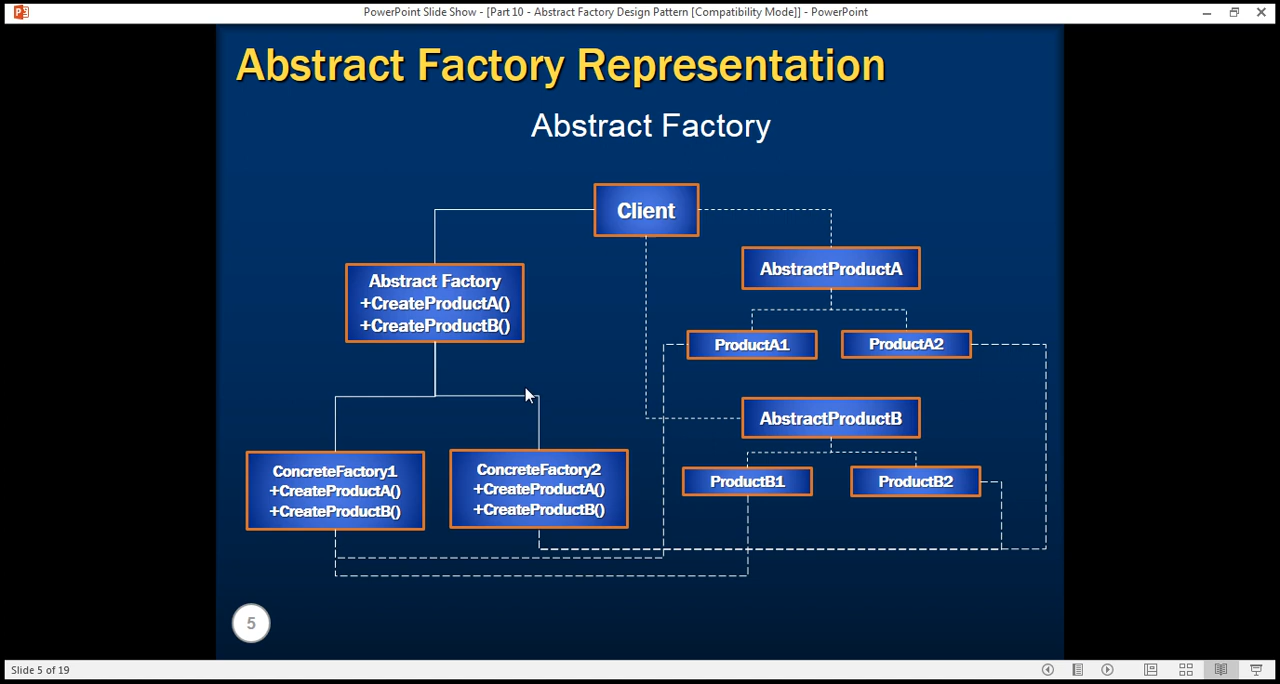 PowerPoint Slide Show - [Part 10 - Abstract Factory Design Pattern [Compatibility Mode]] - PowerPoint
Abstract Factory Representation
Abstract Factory
Client
AbstractProductA
Abstract Factory
+CreateProductA()
+CreateProductB()
ProductA1
ProductA2
AbstractProductB
ConcreteFactory1
+CreateProductA()
+CreateProductB()
ConcreteFactory2
+CreateProductA()
+CreateProductB()
ProductB1
ProductB2
5
Slide 5 of 19